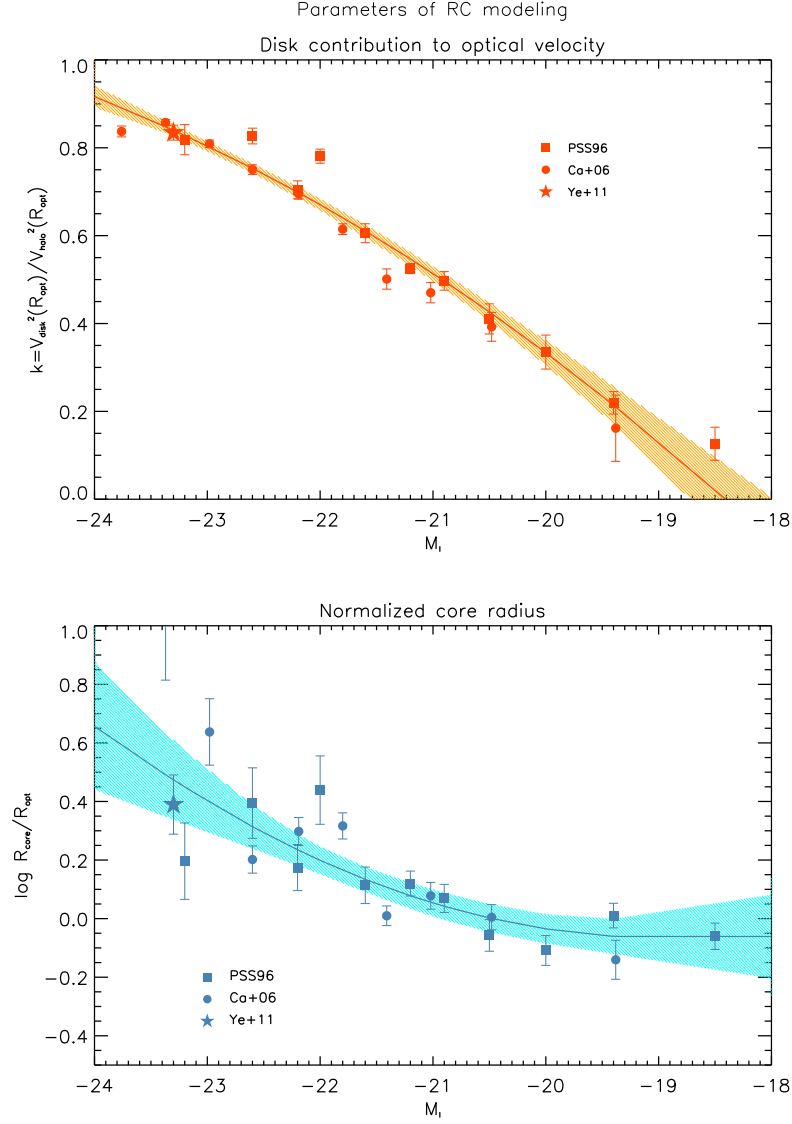 Parameters of RC modeling
Disk contribution to optical velocity
1.0
0.8
0.6
0.4
0.2
0.0
k=V_disk^2(R_opt)/V_halo^2(R_opt)
PSS96
Ca+06
Ye+11
−24 −23 −22 −21 −20 −19 −18
M_I
Normalized core radius
1.0
0.8
0.6
0.4
0.2
0.0
−0.2
−0.4
log R_core/R_opt
PSS96
Ca+06
Ye+11
−24 −23 −22 −21 −20 −19 −18
M_I